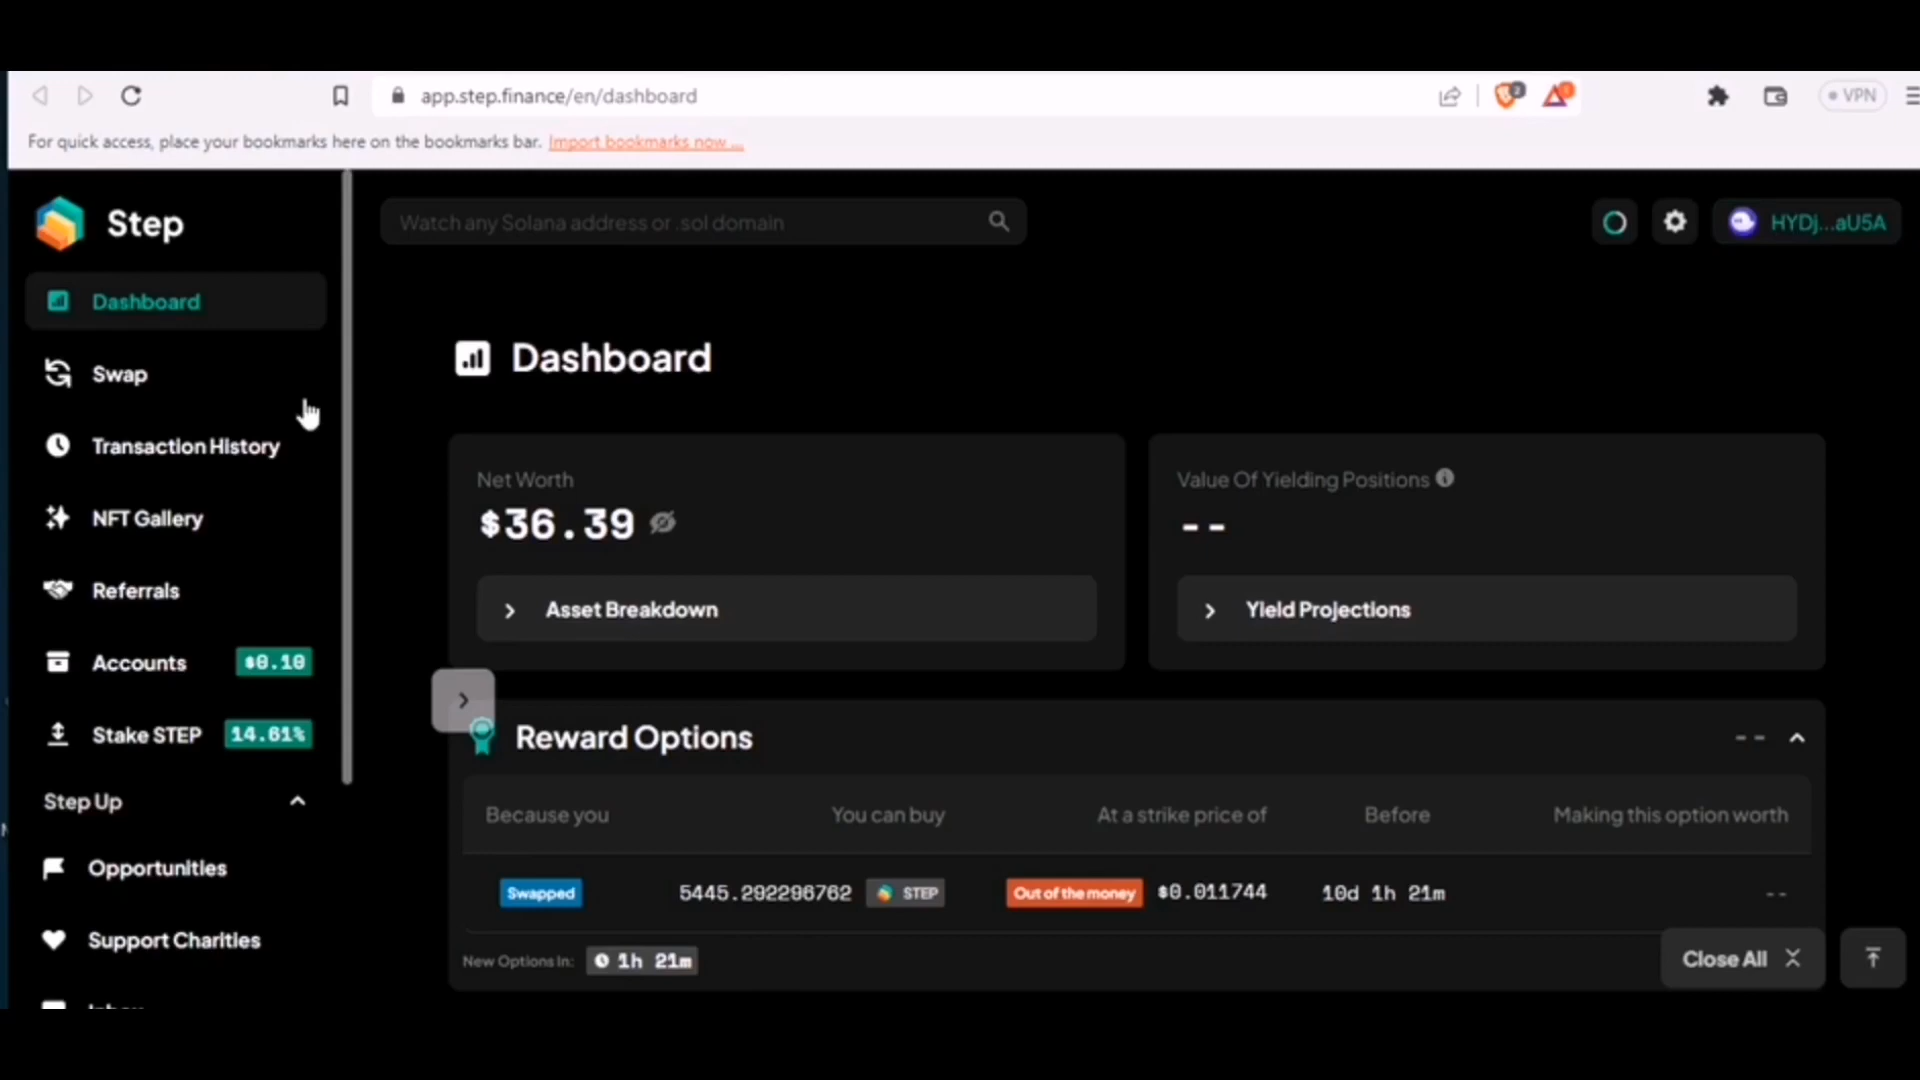 app.step.finance/en/dashboard
VPN
For quick access, place your bookmarks here on the bookmarks bar. Import bookmarks now ...
Step
Watch any Solana address or .sol domain
HYDj...aU5A
Dashboard
Swap
Transaction History
NFT Gallery
Referrals
Accounts $0.10
Stake STEP 14.61%
Step Up
Opportunities
Support Charities
Inbox
Dashboard
Net Worth
$36.39
Asset Breakdown
Value Of Yielding Positions
--
Yield Projections
Reward Options --
Because you You can buy At a strike price of Before Making this option worth
Swapped 5445.292296762 STEP Out of the money $0.011744 10d 1h 21m --
New Options In: 1h 21m
Close All